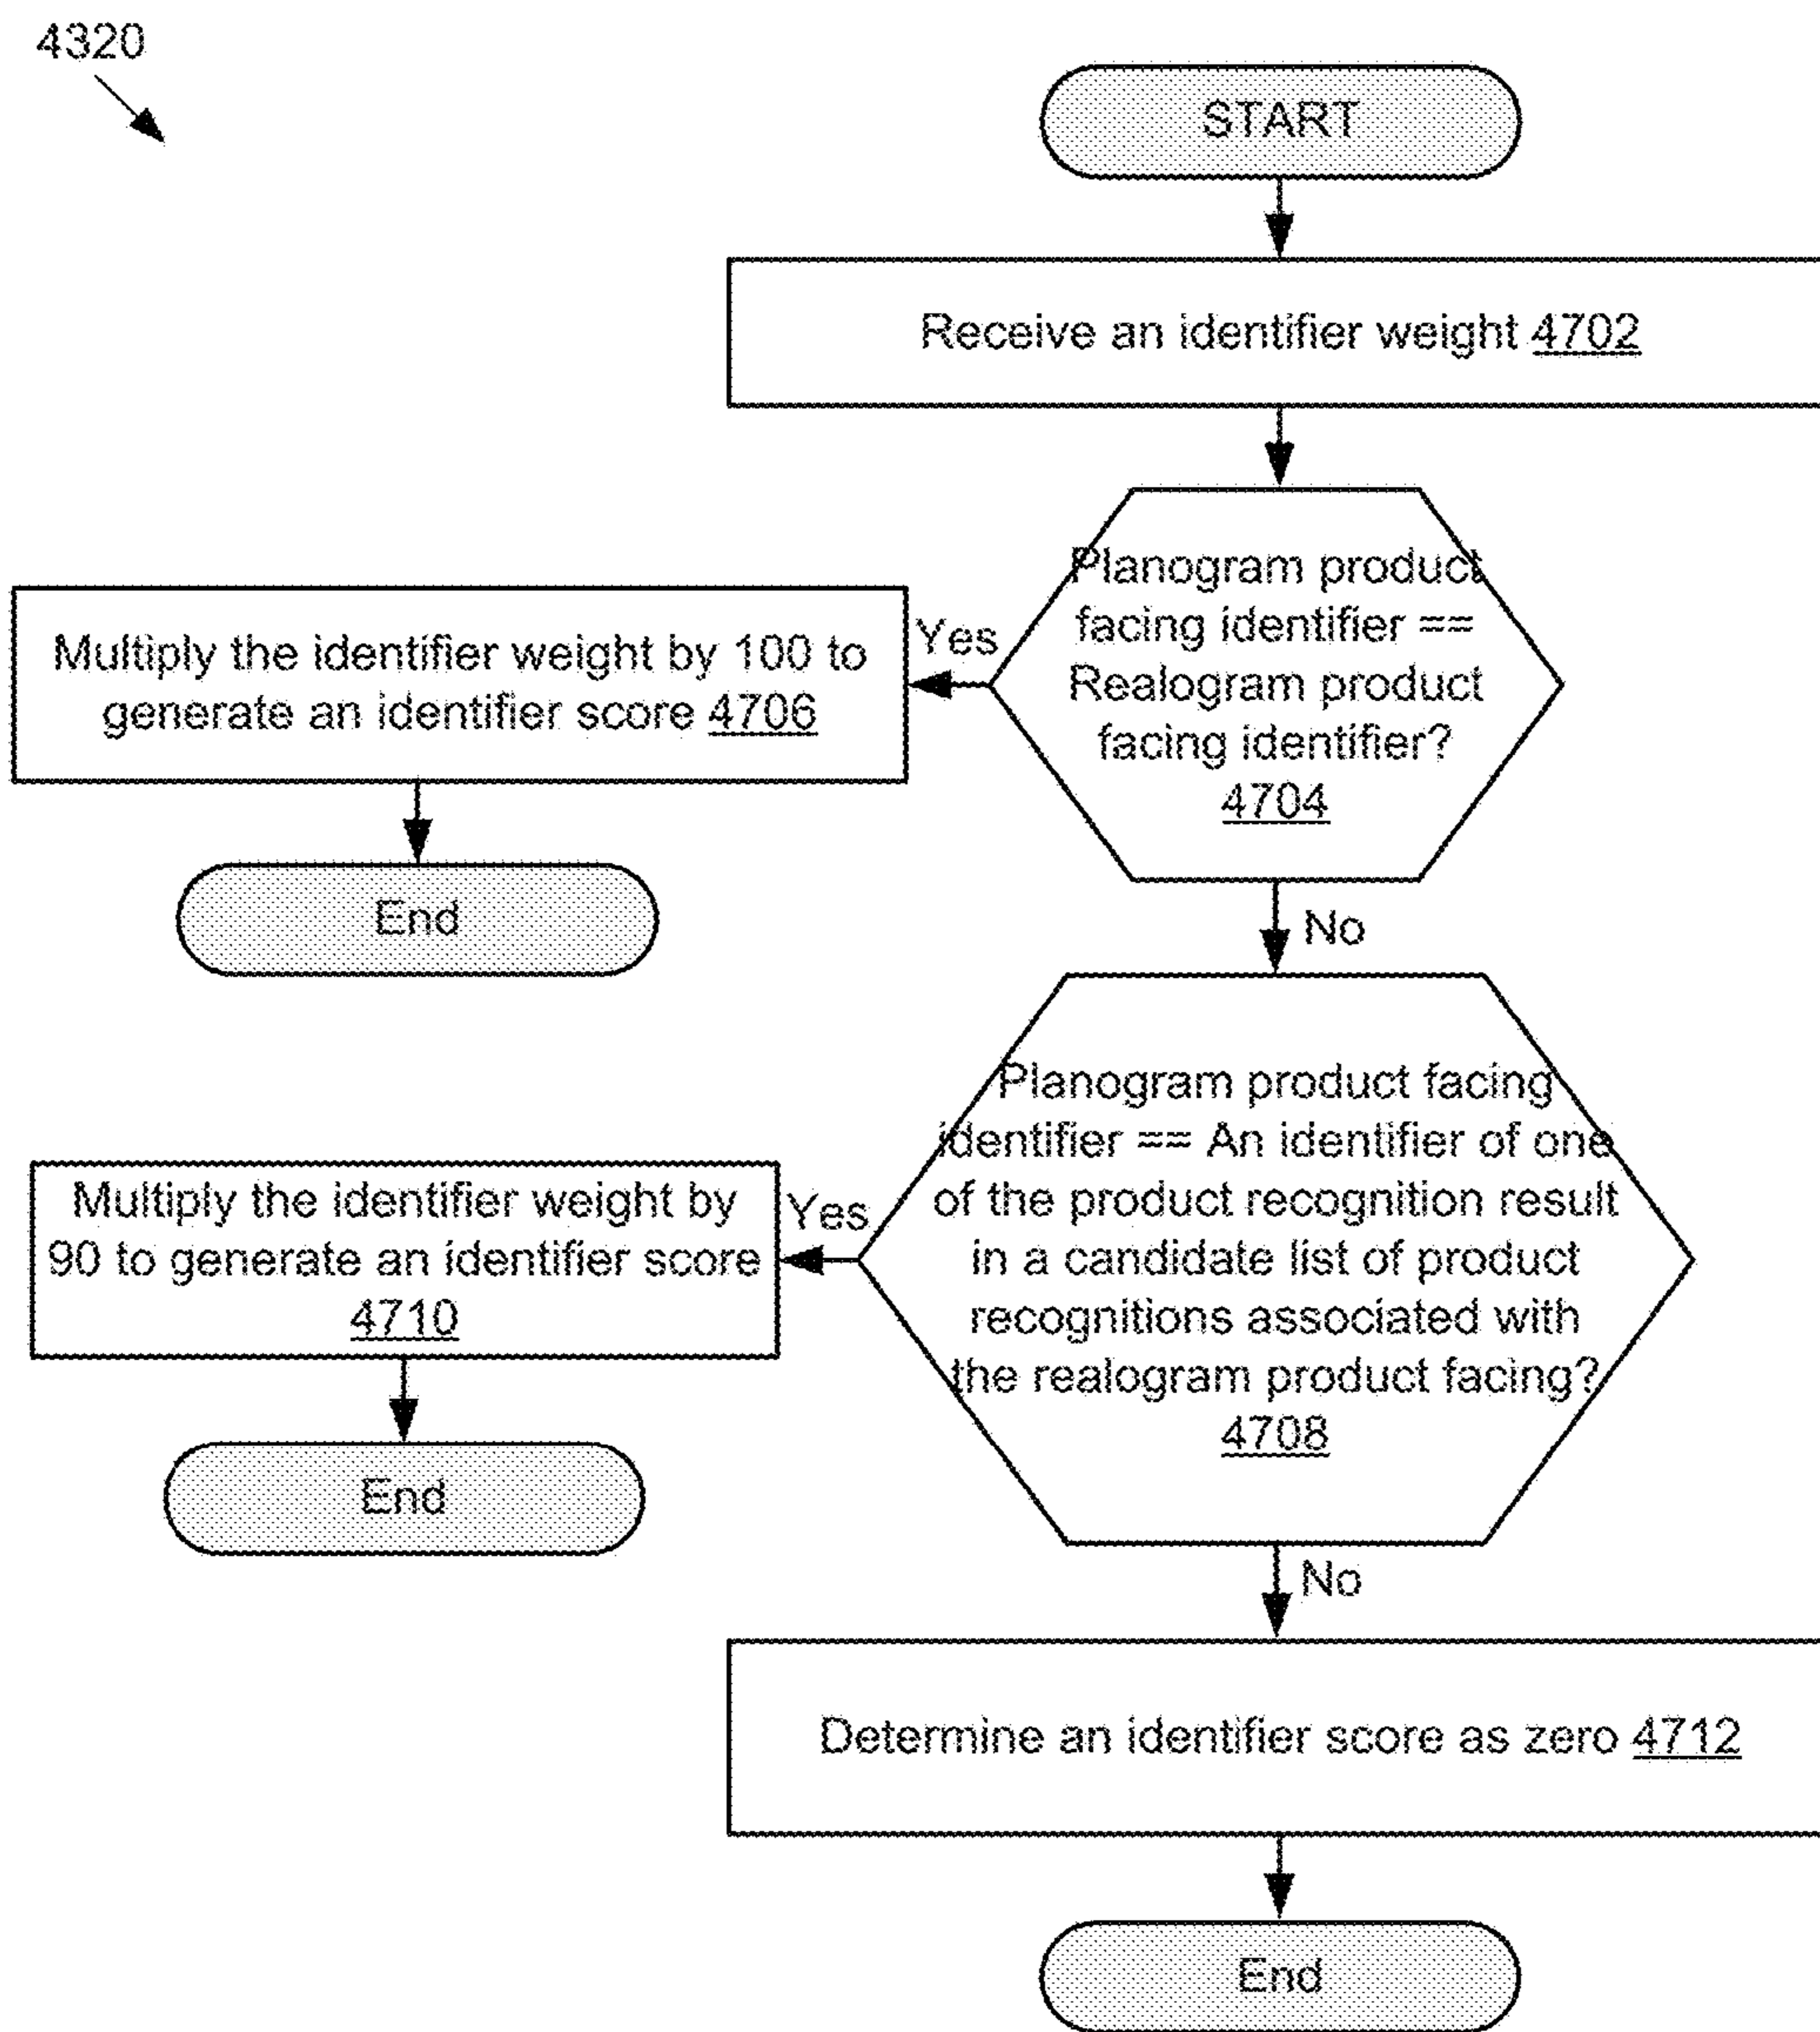 4320
START
Receive an identifier weight 4702
Planogram product
facing identifier ==
Realogram product
facing identifier?
4704
Yes
Multiply the identifier weight by 100 to
generate an identifier score 4706
End
No
Planogram product facing
identifier == An identifier of one
of the product recognition result
in a candidate list of product
recognitions associated with
the realogram product facing?
4708
Yes
Multiply the identifier weight by
90 to generate an identifier score
4710
End
No
Determine an identifier score as zero 4712
End